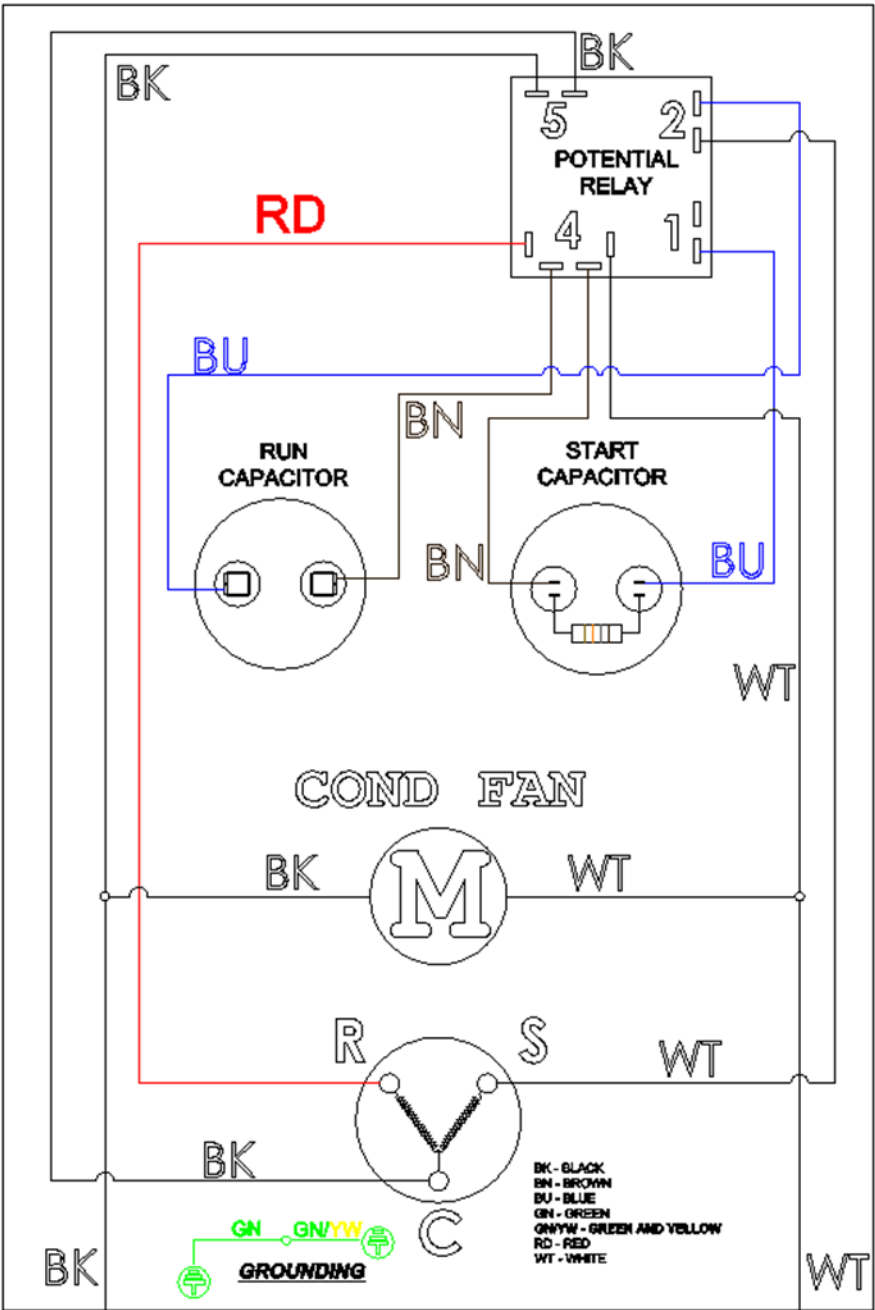 BK
BK
5
2
POTENTIAL
RELAY
RD
4
1
BU
BN
RUN
CAPACITOR
START
CAPACITOR
BN
BU
WT
COND FAN
BK
M
WT
R
S
WT
BK
C
BK - BLACK
BN - BROWN
BU - BLUE
GN - GREEN
GN/YW - GREEN AND YELLOW
RD - RED
WT - WHITE
GN
GN/YW
GROUNDING
BK
WT